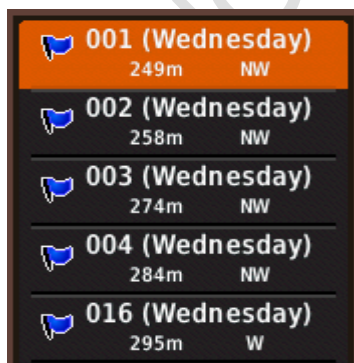 001 (Wednesday)
249m NW
002 (Wednesday)
258m NW
003 (Wednesday)
274m NW
004 (Wednesday)
284m NW
016 (Wednesday)
295m W